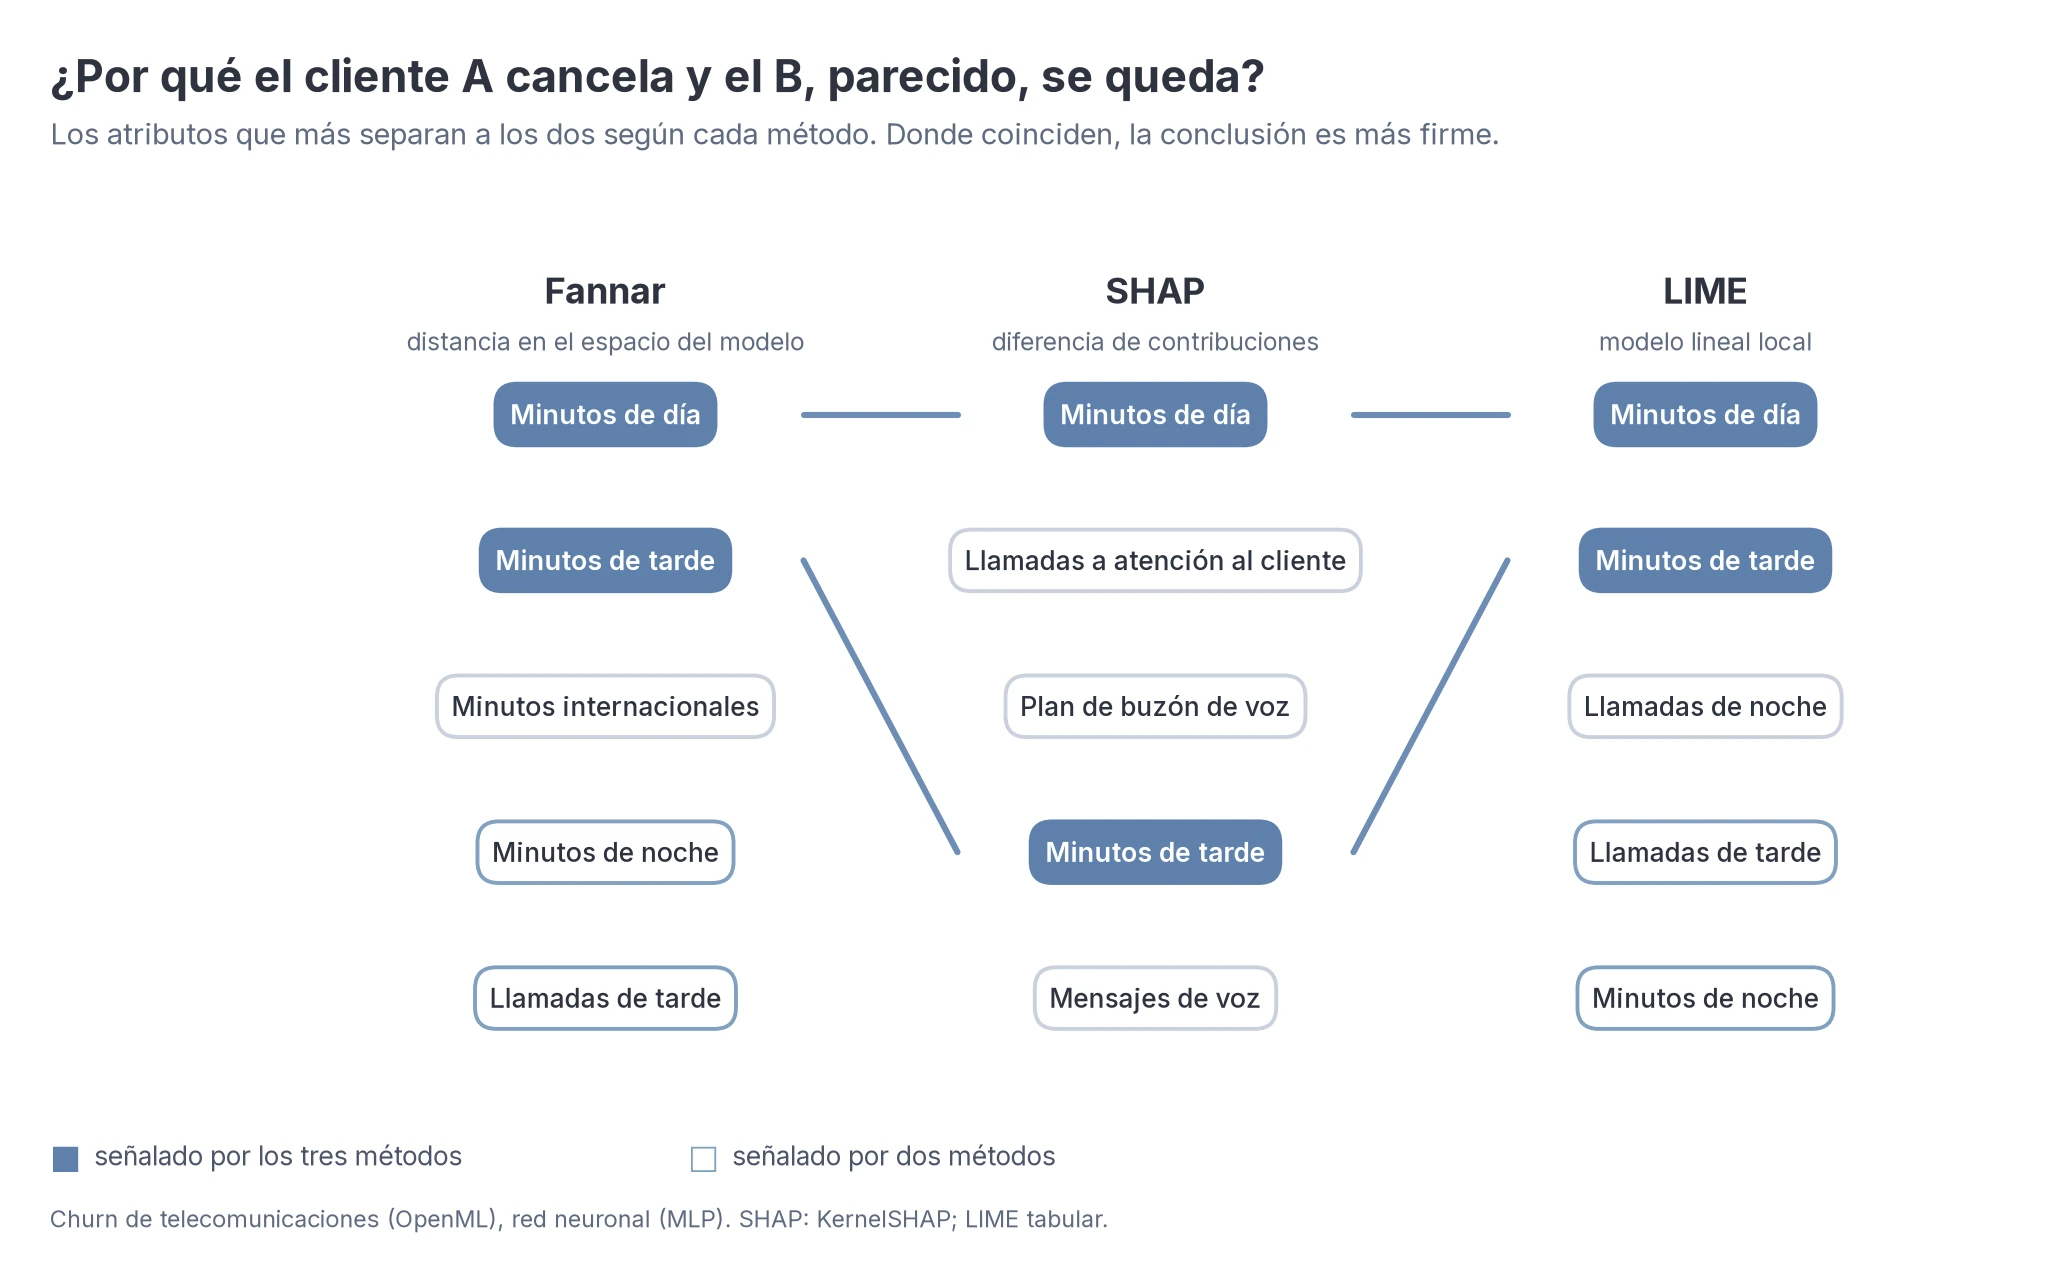 ¿Por qué el cliente A cancela y el B, parecido, se queda?
Los atributos que más separan a los dos según cada método. Donde coinciden, la conclusión es más firme.
Fannar
SHAP
LIME
distancia en el espacio del modelo
diferencia de contribuciones
modelo lineal local
Minutos de día
Minutos de día
Minutos de día
Minutos de tarde
Llamadas a atención al cliente
Minutos de tarde
Minutos internacionales
Plan de buzón de voz
Llamadas de noche
Minutos de noche
Minutos de tarde
Llamadas de tarde
Llamadas de tarde
Mensajes de voz
Minutos de noche
señalado por los tres métodos
señalado por dos métodos
Churn de telecomunicaciones (OpenML), red neuronal (MLP). SHAP: KernelSHAP; LIME tabular.